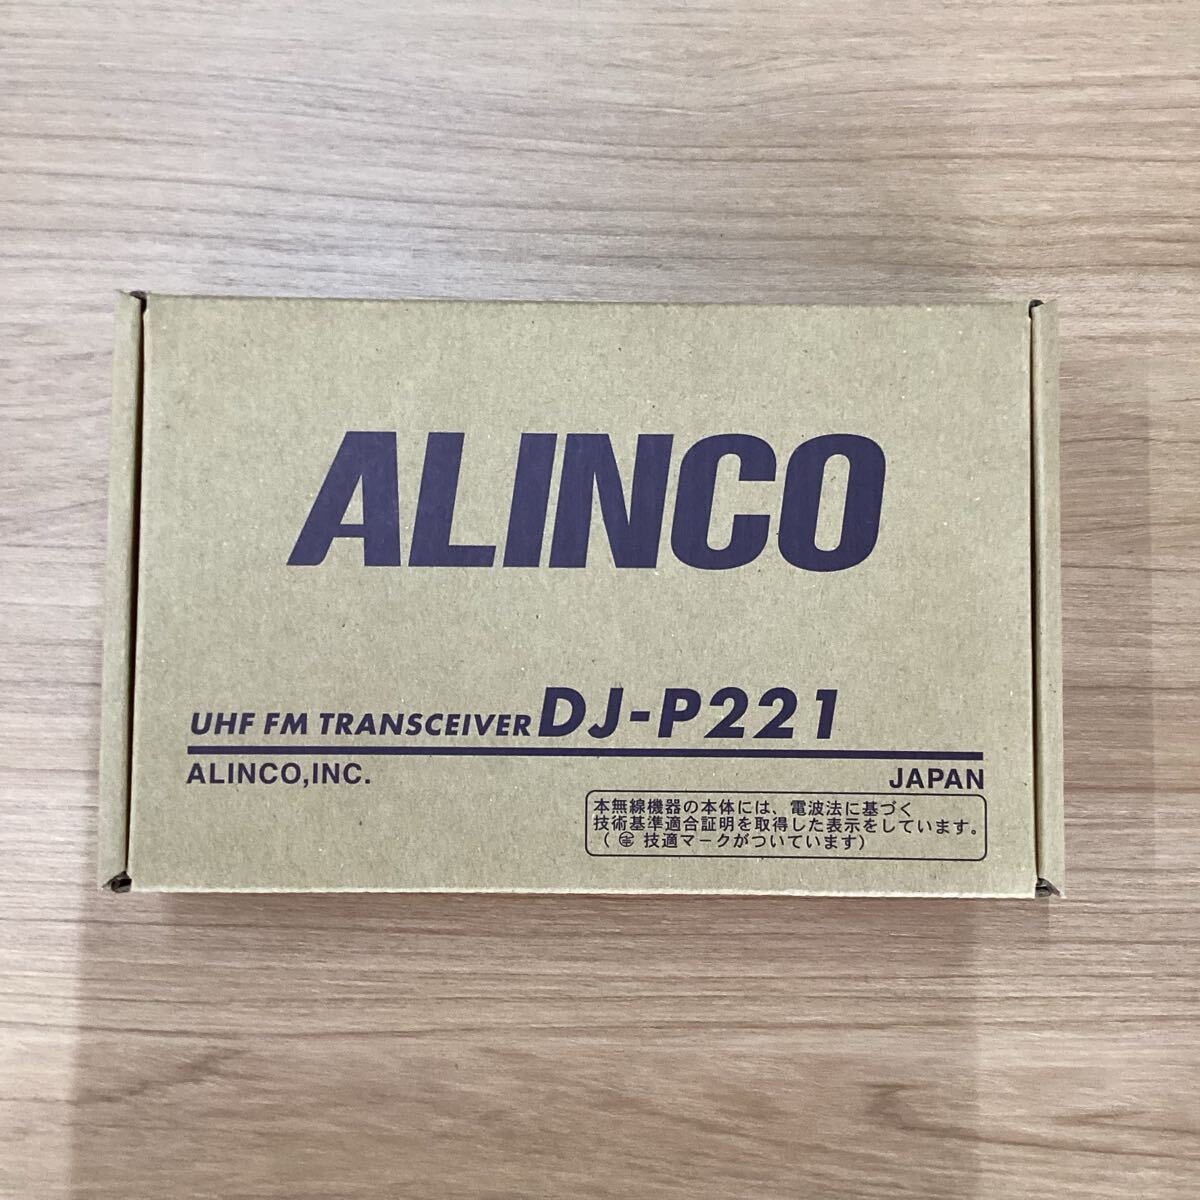 ALINCO
UHF FM TRANSCEIVER DJ-P221
ALINCO,INC. JAPAN
本無線機器の本体には、電波法に基づく
技術基準適合証明を取得した表示をしています。
( 技適マークがついています)